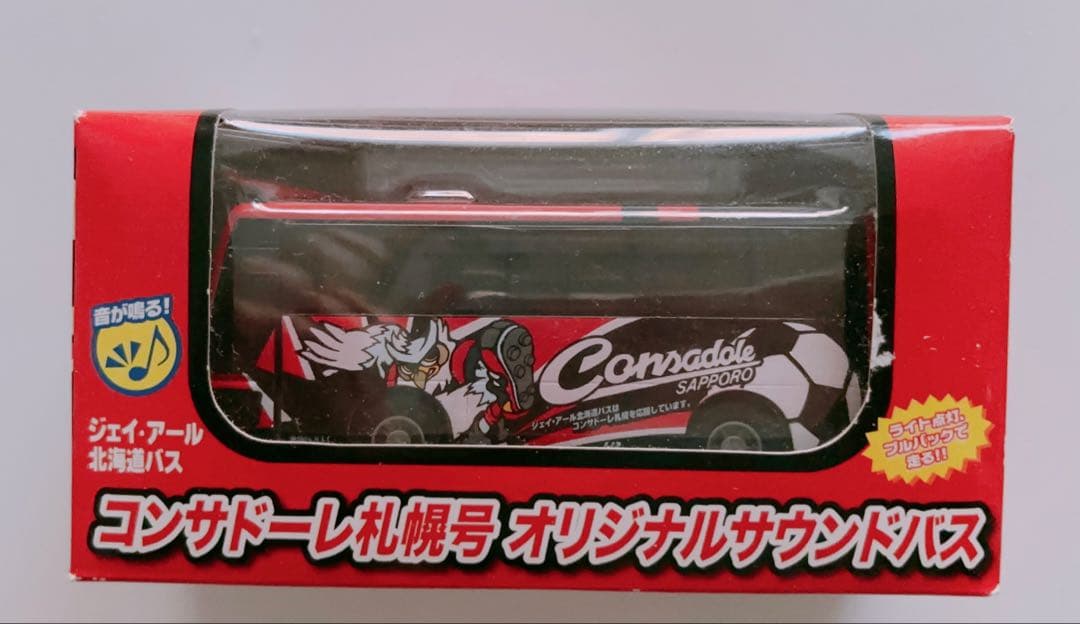 音が鳴る!
ジェイ・アール
北海道バス
Consadole
SAPPORO
ジェイ・アール北海道バスは
コンサドーレ札幌を応援しています。
ライト点灯、
プルバックで
走る!!
コンサドーレ札幌号 オリジナルサウンドバス